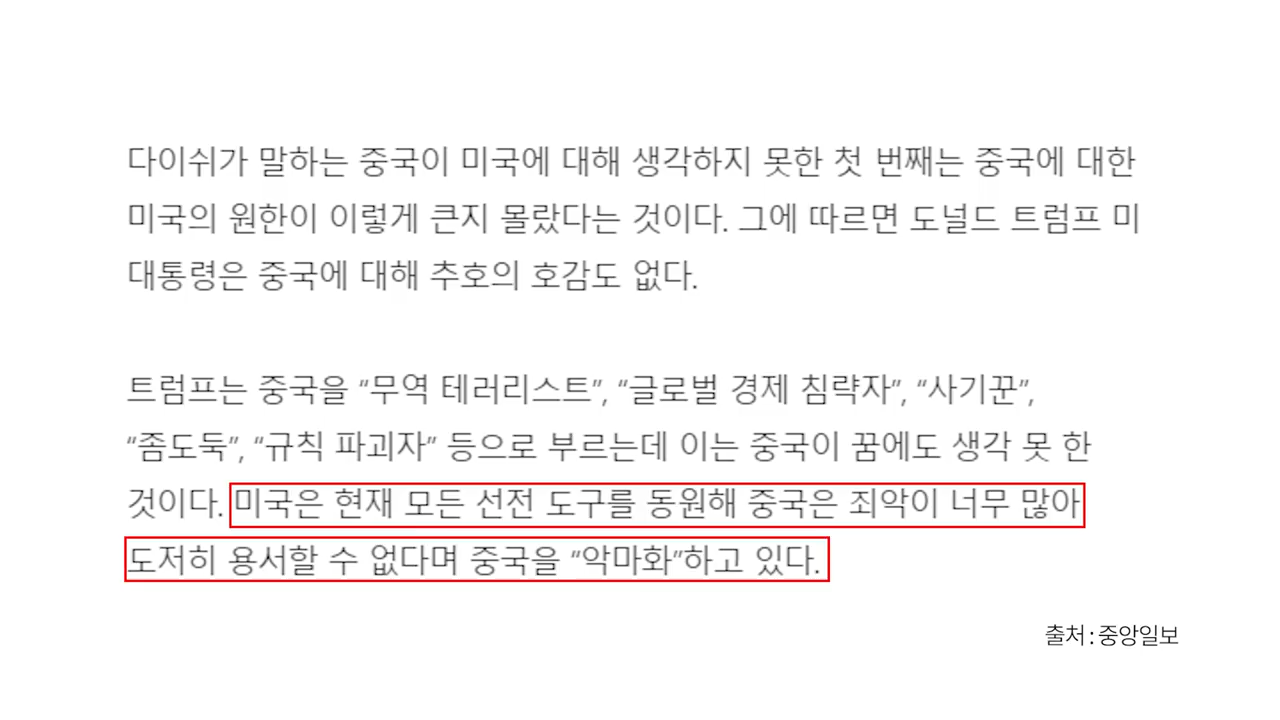 다이쉬가 말하는 중국이 미국에 대해 생각하지 못한 첫 번째는 중국에 대한
미국의 원한이 이렇게 큰지 몰랐다는 것이다. 그에 따르면 도널드 트럼프 미
대통령은 중국에 대해 추호의 호감도 없다.
트럼프는 중국을 “무역 테러리스트”, “글로벌 경제 침략자”, “사기꾼”,
“좀도둑”, “규칙 파괴자” 등으로 부르는데 이는 중국이 꿈에도 생각 못 한
것이다. 미국은 현재 모든 선전 도구를 동원해 중국은 죄악이 너무 많아
도저히 용서할 수 없다며 중국을 “악마화”하고 있다.
출처 : 중앙일보